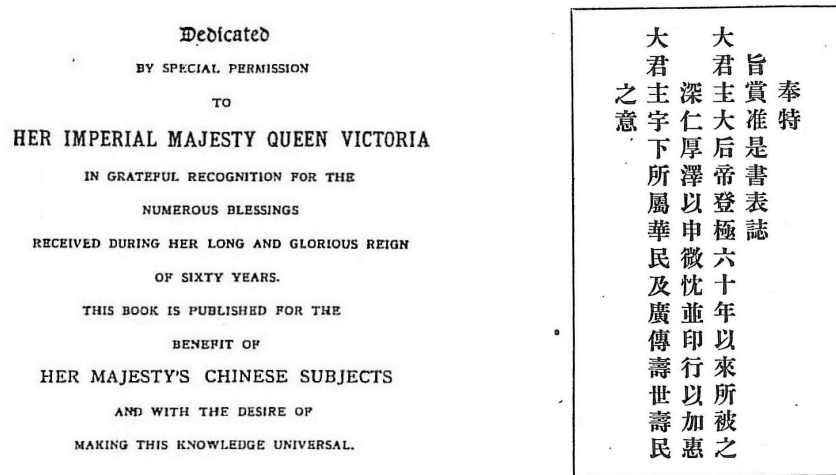 Dedicated
BY SPECIAL PERMISSION
TO
HER IMPERIAL MAJESTY QUEEN VICTORIA
IN GRATEFUL RECOGNITION FOR THE
NUMEROUS BLESSINGS
RECEIVED DURING HER LONG AND GLORIOUS REIGN
OF SIXTY YEARS.
THIS BOOK IS PUBLISHED FOR THE
BENEFIT OF
HER MAJESTY'S CHINESE SUBJECTS
AND WITH THE DESIRE OF
MAKING THIS KNOWLEDGE UNIVERSAL.
奉特
旨賞准是書表誌
大君主大后帝登極六十年以來所被之
深仁厚澤以申微忱並印行以加惠
大君主宇下所屬華民及廣傳壽世壽民
之意